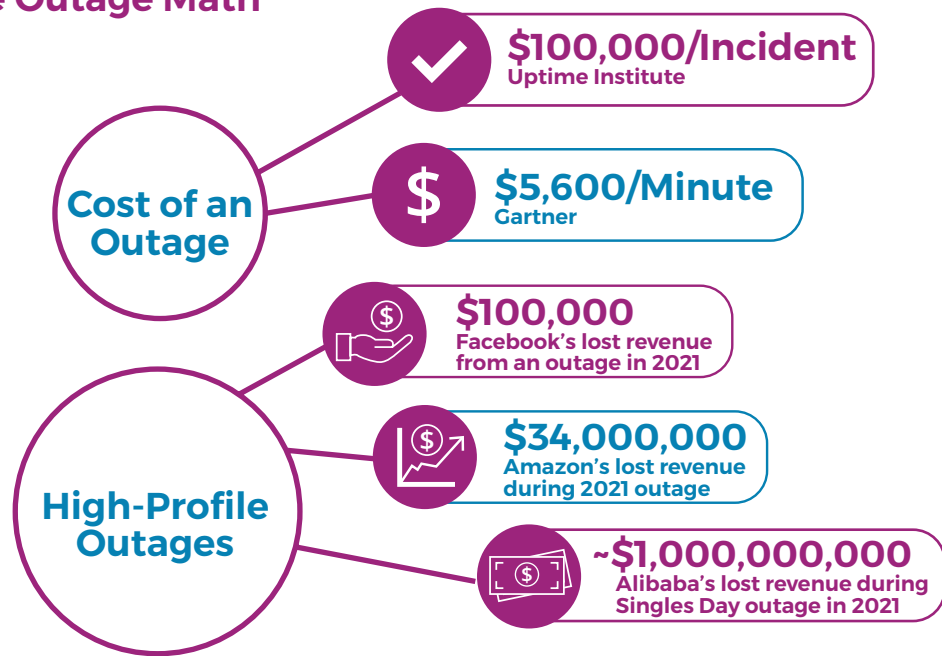 Outage Math
$100,000/Incident
Uptime Institute
Cost of an
Outage
$
$5,600/Minute
Gartner
$
$100,000
Facebook's lost revenue
from an outage in 2021
High-Profile
Outages
$
$34,000,000
Amazon's lost revenue
during 2021 outage
$
~$1,000,000,000
Alibaba's lost revenue during
Singles Day outage in 2021